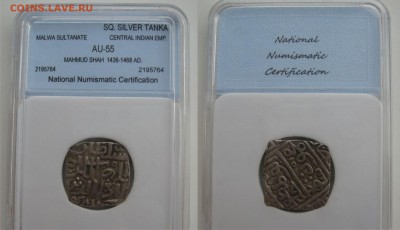 COINS.LAVE.RU
SQ. SILVER TANKA
MALWA SULTANATE CENTRAL INDIAN EMP
AU-55
MAHMUD SHAH 1436-1468 AD.
2195764 2195764
National Numismatic Certification
National
Numismatic
Certification